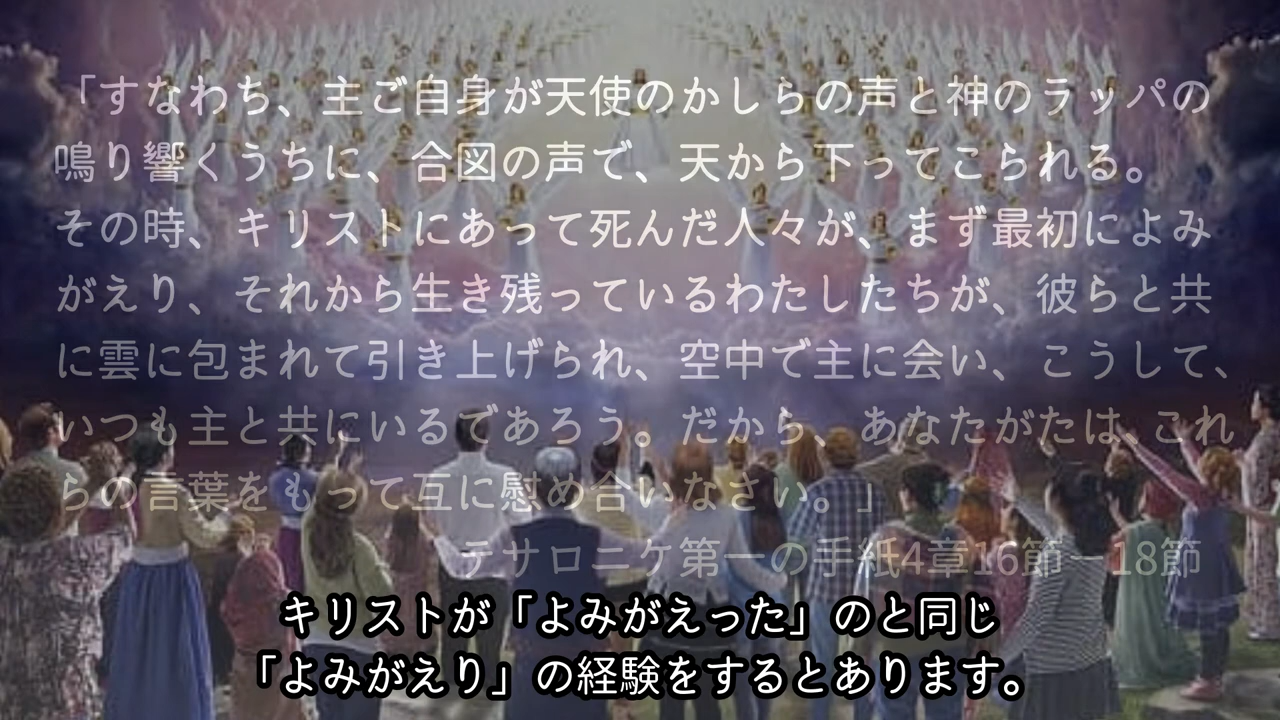 「すなわち、主ご自身が天使のかしらの声と神のラッパの
鳴り響くうちに、合図の声で、天から下ってこられる。
その時、キリストにあって死んだ人々が、まず最初によみ
がえり、それから生き残っているわたしたちが、彼らと共
に雲に包まれて引き上げられ、空中で主に会い、こうして、
いつも主と共にいるであろう。だから、あなたがたは、これ
らの言葉をもって互に慰め合いなさい。」
テサロニケ第一の手紙4章16節〜18節
キリストが「よみがえった」のと同じ
「よみがえり」の経験をするとあります。